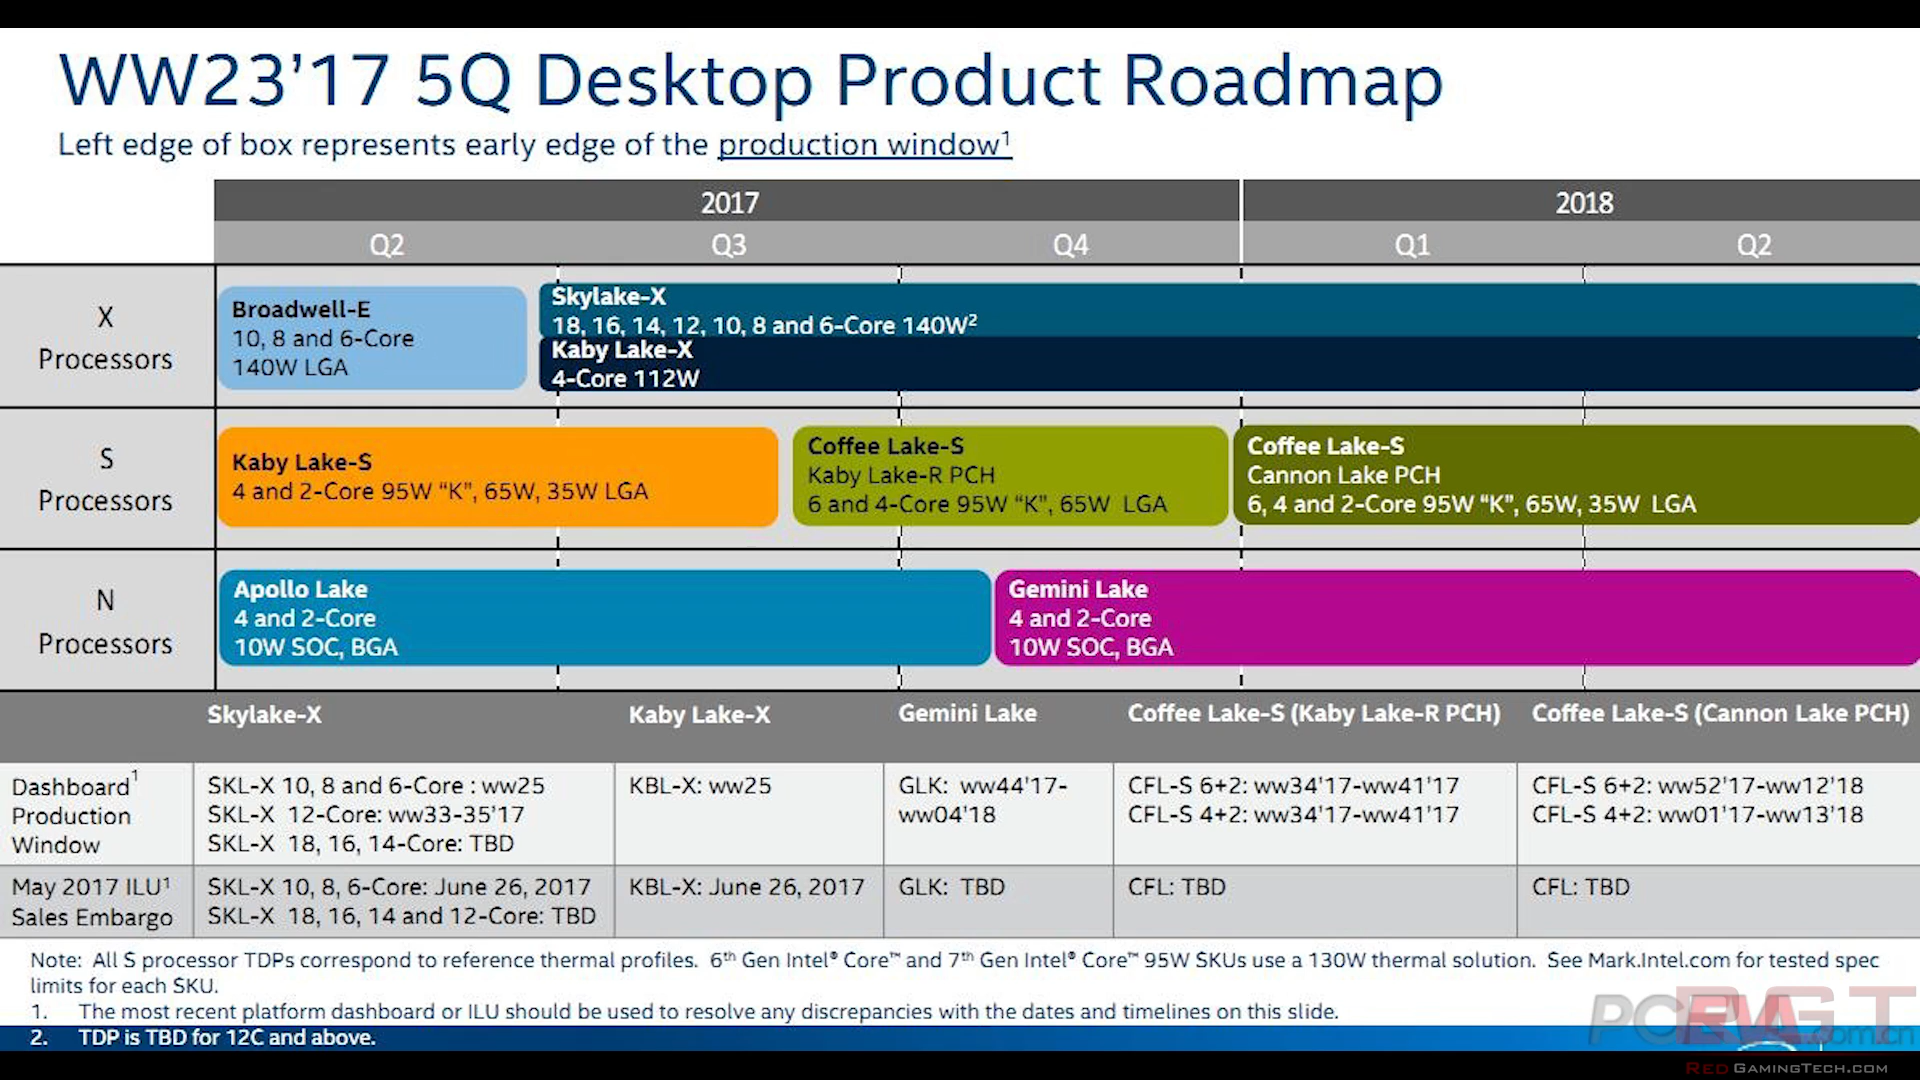 WW23’17 5Q Desktop Product Roadmap
Left edge of box represents early edge of the production window¹
2017
2018
Q2
Q3
Q4
Q1
Q2
X
Processors
Broadwell-E
10, 8 and 6-Core
140W LGA
Skylake-X
18, 16, 14, 12, 10, 8 and 6-Core 140W²
Kaby Lake-X
4-Core 112W
S
Processors
Kaby Lake-S
4 and 2-Core 95W “K”, 65W, 35W LGA
Coffee Lake-S
Kaby Lake-R PCH
6 and 4-Core 95W “K”, 65W LGA
Coffee Lake-S
Cannon Lake PCH
6, 4 and 2-Core 95W “K”, 65W, 35W LGA
N
Processors
Apollo Lake
4 and 2-Core
10W SOC, BGA
Gemini Lake
4 and 2-Core
10W SOC, BGA
Skylake-X
Kaby Lake-X
Gemini Lake
Coffee Lake-S (Kaby Lake-R PCH)
Coffee Lake-S (Cannon Lake PCH)
Dashboard¹
Production
Window
SKL-X 10, 8 and 6-Core : ww25
SKL-X 12-Core: ww33-35’17
SKL-X 18, 16, 14-Core: TBD
KBL-X: ww25
GLK: ww44'17-
ww04’18
CFL-S 6+2: ww34'17-ww41’17
CFL-S 4+2: ww34’17-ww41’17
CFL-S 6+2: ww52’17-ww12’18
CFL-S 4+2: ww01’17-ww13’18
May 2017 ILU¹
Sales Embargo
SKL-X 10, 8, 6-Core: June 26, 2017
SKL-X 18, 16, 14 and 12-Core: TBD
KBL-X: June 26, 2017
GLK: TBD
CFL: TBD
CFL: TBD
Note: All S processor TDPs correspond to reference thermal profiles. 6th Gen Intel® Core™ and 7th Gen Intel® Core™ 95W SKUs use a 130W thermal solution. See Mark.Intel.com for tested spec
limits for each SKU.
1. The most recent platform dashboard or ILU should be used to resolve any discrepancies with the dates and timelines on this slide.
2. TDP is TBD for 12C and above.
RGT
.com.cn
RedGamingTech.com